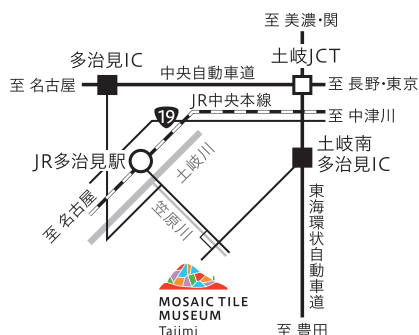 至 美濃・関
多治見IC
土岐JCT
至 名古屋
中央自動車道
至 長野・東京
JR中央本線
19
至 中津川
土岐南
多治見IC
JR多治見駅
土岐川
至 名古屋
笠原川
東海環状自動車道
MOSAIC TILE
MUSEUM
Tajimi
至 豊田